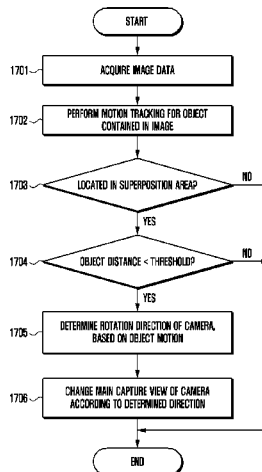 START
1701
ACQUIRE IMAGE DATA
1702
PERFORM MOTION TRACKING FOR OBJECT
CONTAINED IN IMAGE
1703
LOCATED IN SUPERPOSITION AREA?
NO
YES
1704
OBJECT DISTANCE < THRESHOLD?
NO
YES
1705
DETERMINE ROTATION DIRECTION OF CAMERA,
BASED ON OBJECT MOTION
1706
CHANGE MAIN CAPTURE VIEW OF CAMERA
ACCORDING TO DETERMINED DIRECTION
END